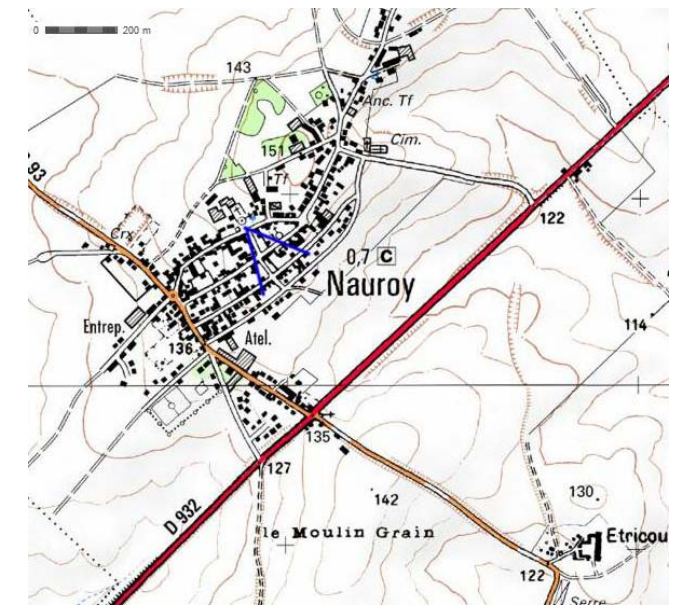 0 200 m
143
Anc. Tf
151
Cim.
Tf
93
122
Crx
0,7 C
Nauroy
Entrep.
Atel.
136
114
135
127
D 932
142
130
le Moulin Grain
Etricou
122
Serre